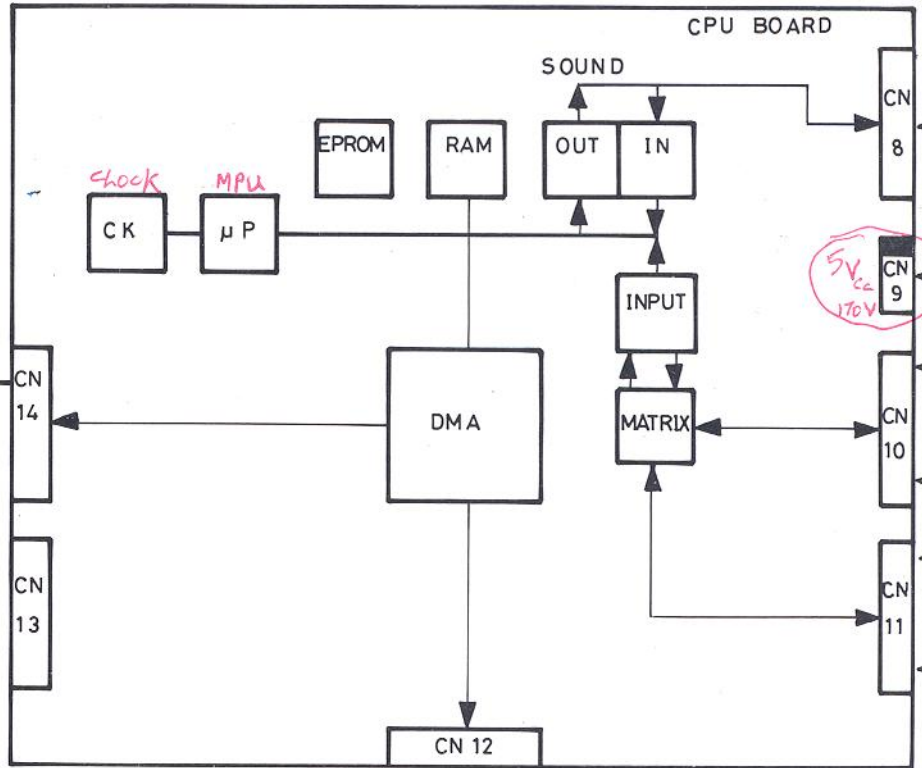 CPU BOARD
SOUND
CN
8
EPROM
RAM
OUT
IN
CLOCK
MPU
CK
µP
5Vcc
170V
CN
9
INPUT
CN
14
DMA
MATRIX
CN
10
CN
13
CN
11
CN 12